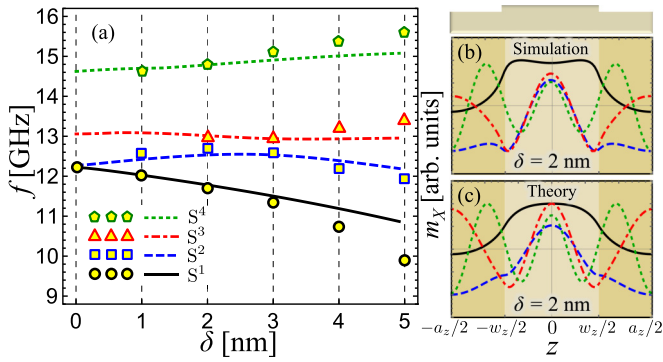 (a)
f [GHz]
16
15
14
13
12
11
10
9
S⁴
S³
S²
S¹
0 1 2 3 4 5
δ [nm]
m_X [arb. units]
(b)
Simulation
δ = 2 nm
(c)
Theory
δ = 2 nm
−a_z/2 −w_z/2 0 w_z/2 a_z/2
z